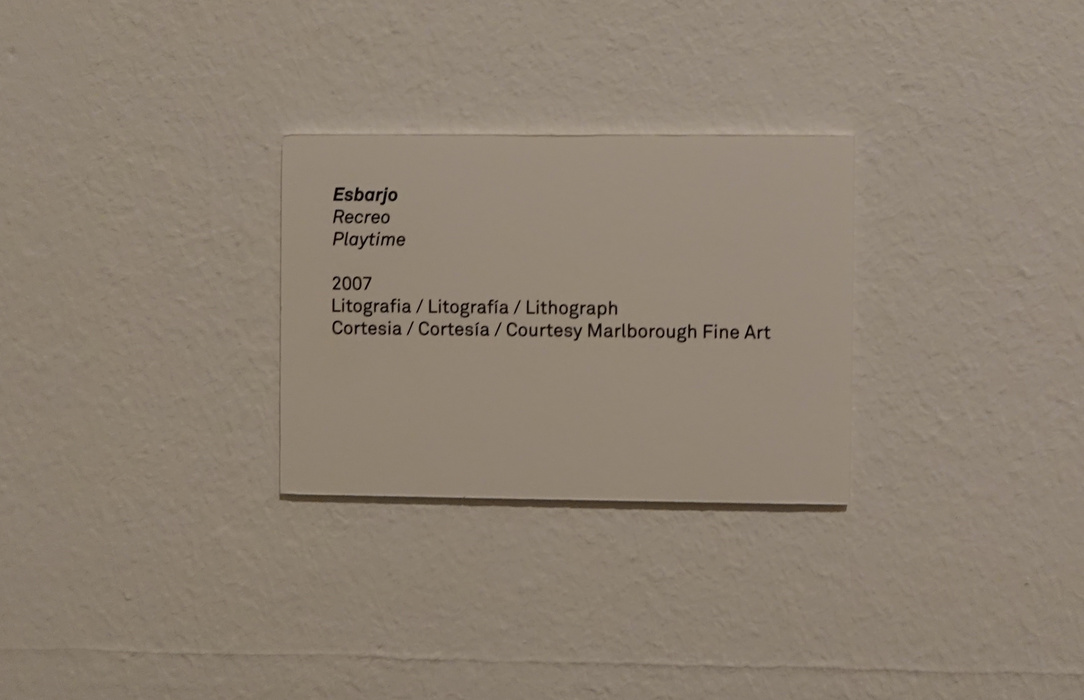 Esbarjo
Recreo
Playtime
2007
Litografia / Litografía / Lithograph
Cortesia / Cortesía / Courtesy Marlborough Fine Art